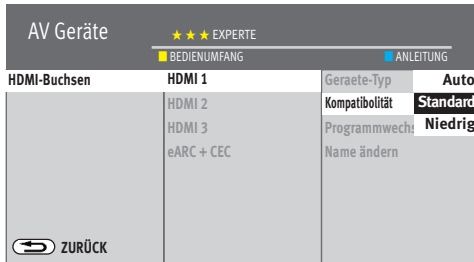 AV Geräte
★ ★ ★ EXPERTE
BEDIENUMFANG ANLEITUNG
HDMI-Buchsen HDMI 1 Geraete-Typ Auto
HDMI 2 Kompatibolität Standard
HDMI 3 Programmwechs Niedrig
eARC + CEC Name ändern
ZURÜCK